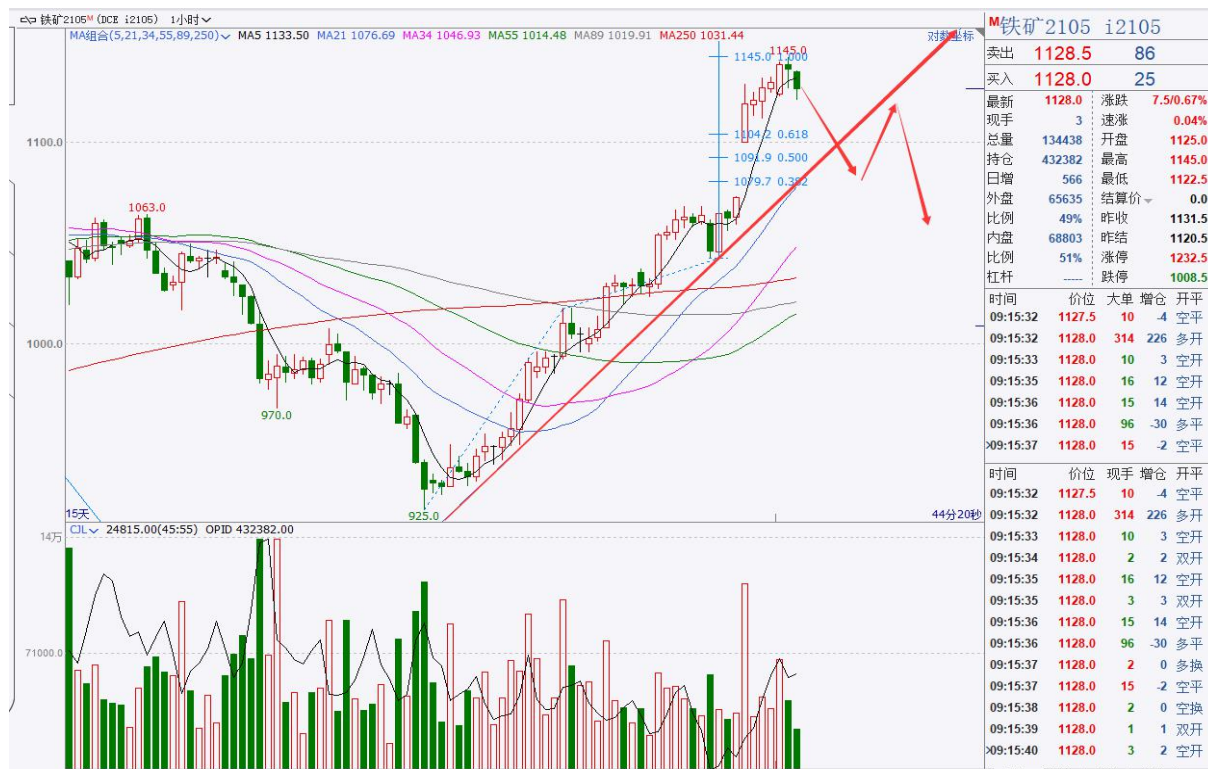 铁矿2105M (DCE i2105) 1小时
MA组合(5,21,34,55,89,250) MA5 1133.50 MA21 1076.69 MA34 1046.93 MA55 1014.48 MA89 1019.91 MA250 1031.44
对数坐标
1145.0
1145.0 1.000
1104.2 0.618
1100.0
1091.9 0.500
1079.7 0.382
1063.0
1000.0
970.0
925.0
15天
44分20秒
CJL 24815.00(45:55) OPID 432382.00
14万
71000.0
M铁矿2105 i2105
卖出 1128.5 86
买入 1128.0 25
最新 1128.0 涨跌 7.5/0.67%
现手 3 速涨 0.04%
总量 134438 开盘 1125.0
持仓 432382 最高 1145.0
日增 566 最低 1122.5
外盘 65635 结算价 0.0
比例 49% 昨收 1131.5
内盘 68803 昨结 1120.5
比例 51% 涨停 1232.5
杠杆 ----- 跌停 1008.5
时间 价位 大单 增仓 开平
09:15:32 1127.5 10 -4 空平
09:15:32 1128.0 314 226 多开
09:15:33 1128.0 10 3 空开
09:15:35 1128.0 16 12 空开
09:15:36 1128.0 15 14 空开
09:15:36 1128.0 96 -30 多平
09:15:37 1128.0 15 -2 空平
时间 价位 现手 增仓 开平
09:15:32 1127.5 10 -4 空平
09:15:32 1128.0 314 226 多开
09:15:33 1128.0 10 3 空开
09:15:34 1128.0 2 2 双开
09:15:35 1128.0 16 12 空开
09:15:35 1128.0 3 3 双开
09:15:36 1128.0 15 14 空开
09:15:36 1128.0 96 -30 多平
09:15:37 1128.0 2 0 多换
09:15:37 1128.0 15 -2 空平
09:15:38 1128.0 2 0 空换
09:15:39 1128.0 1 1 双开
09:15:40 1128.0 3 2 空开